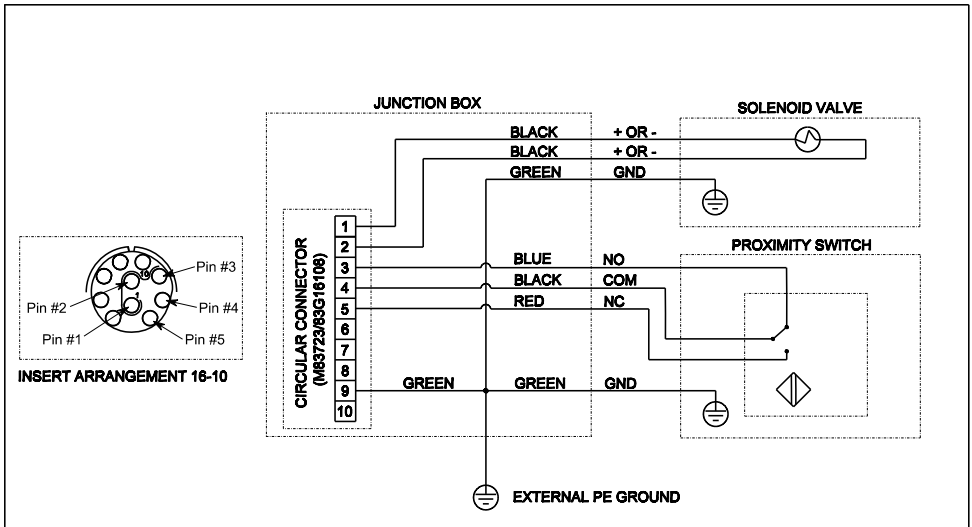 JUNCTION BOX
SOLENOID VALVE
BLACK + OR -
BLACK + OR -
GREEN GND
CIRCULAR CONNECTOR
(M83723/83G16108)
1
2
3
4
5
6
7
8
9
10
PROXIMITY SWITCH
BLUE NO
BLACK COM
RED NC
GREEN GREEN GND
10
1
Pin #3
Pin #2
Pin #4
Pin #1
Pin #5
INSERT ARRANGEMENT 16-10
EXTERNAL PE GROUND